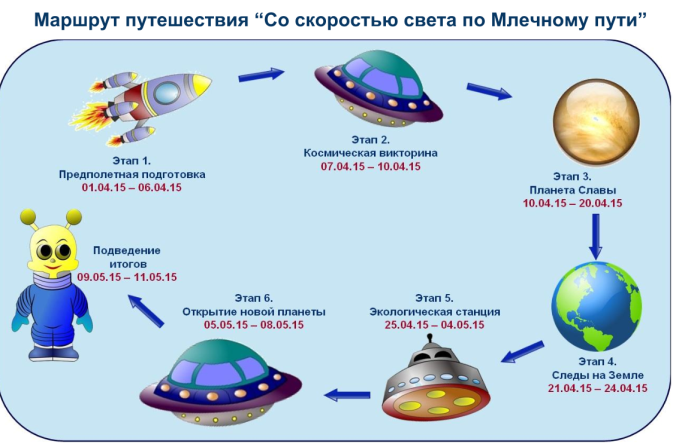 Маршрут путешествия “Со скоростью света по Млечному пути”
Этап 1.
Предполетная подготовка
01.04.15 – 06.04.15
Этап 2.
Космическая викторина
07.04.15 – 10.04.15
Этап 3.
Планета Славы
10.04.15 – 20.04.15
Этап 4.
Следы на Земле
21.04.15 – 24.04.15
Этап 5.
Экологическая станция
25.04.15 – 04.05.15
Этап 6.
Открытие новой планеты
05.05.15 – 08.05.15
Подведение
итогов
09.05.15 – 11.05.15